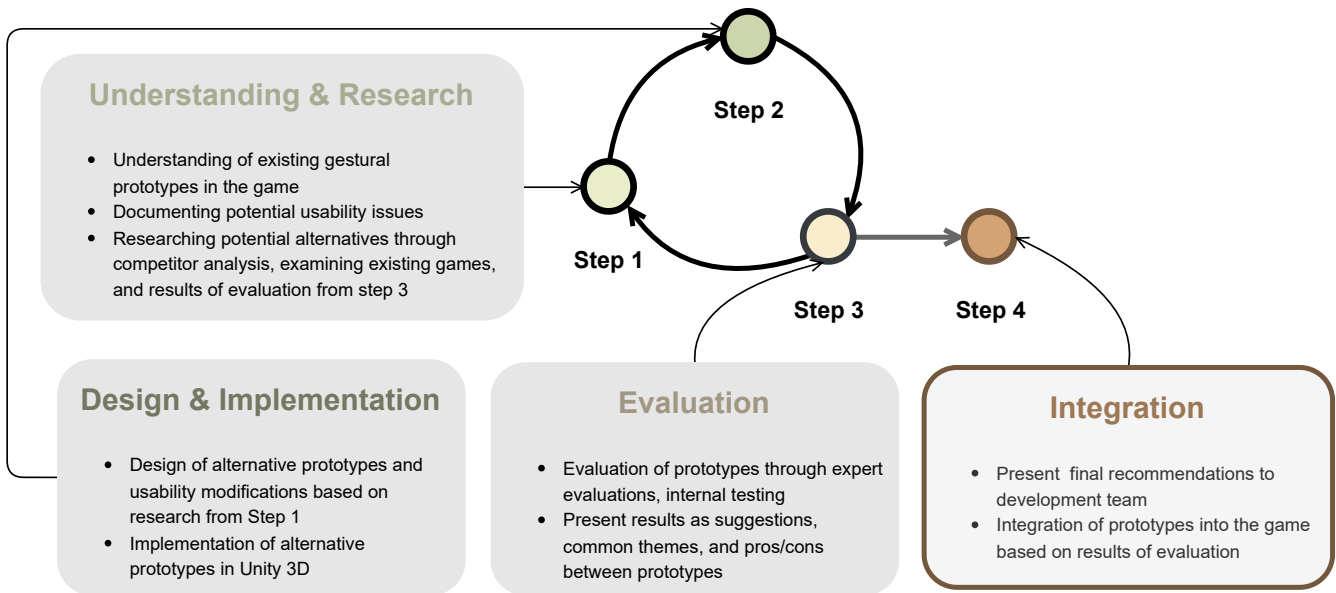 Step 2
Understanding & Research
• Understanding of existing gestural
prototypes in the game
• Documenting potential usability issues
• Researching potential alternatives through
competitor analysis, examining existing games,
and results of evaluation from step 3
Step 1
Step 3
Step 4
Design & Implementation
• Design of alternative prototypes and
usability modifications based on
research from Step 1
• Implementation of alternative
prototypes in Unity 3D
Evaluation
• Evaluation of prototypes through expert
evaluations, internal testing
• Present results as suggestions,
common themes, and pros/cons
between prototypes
Integration
• Present  final recommendations to
development team
• Integration of prototypes into the game
based on results of evaluation